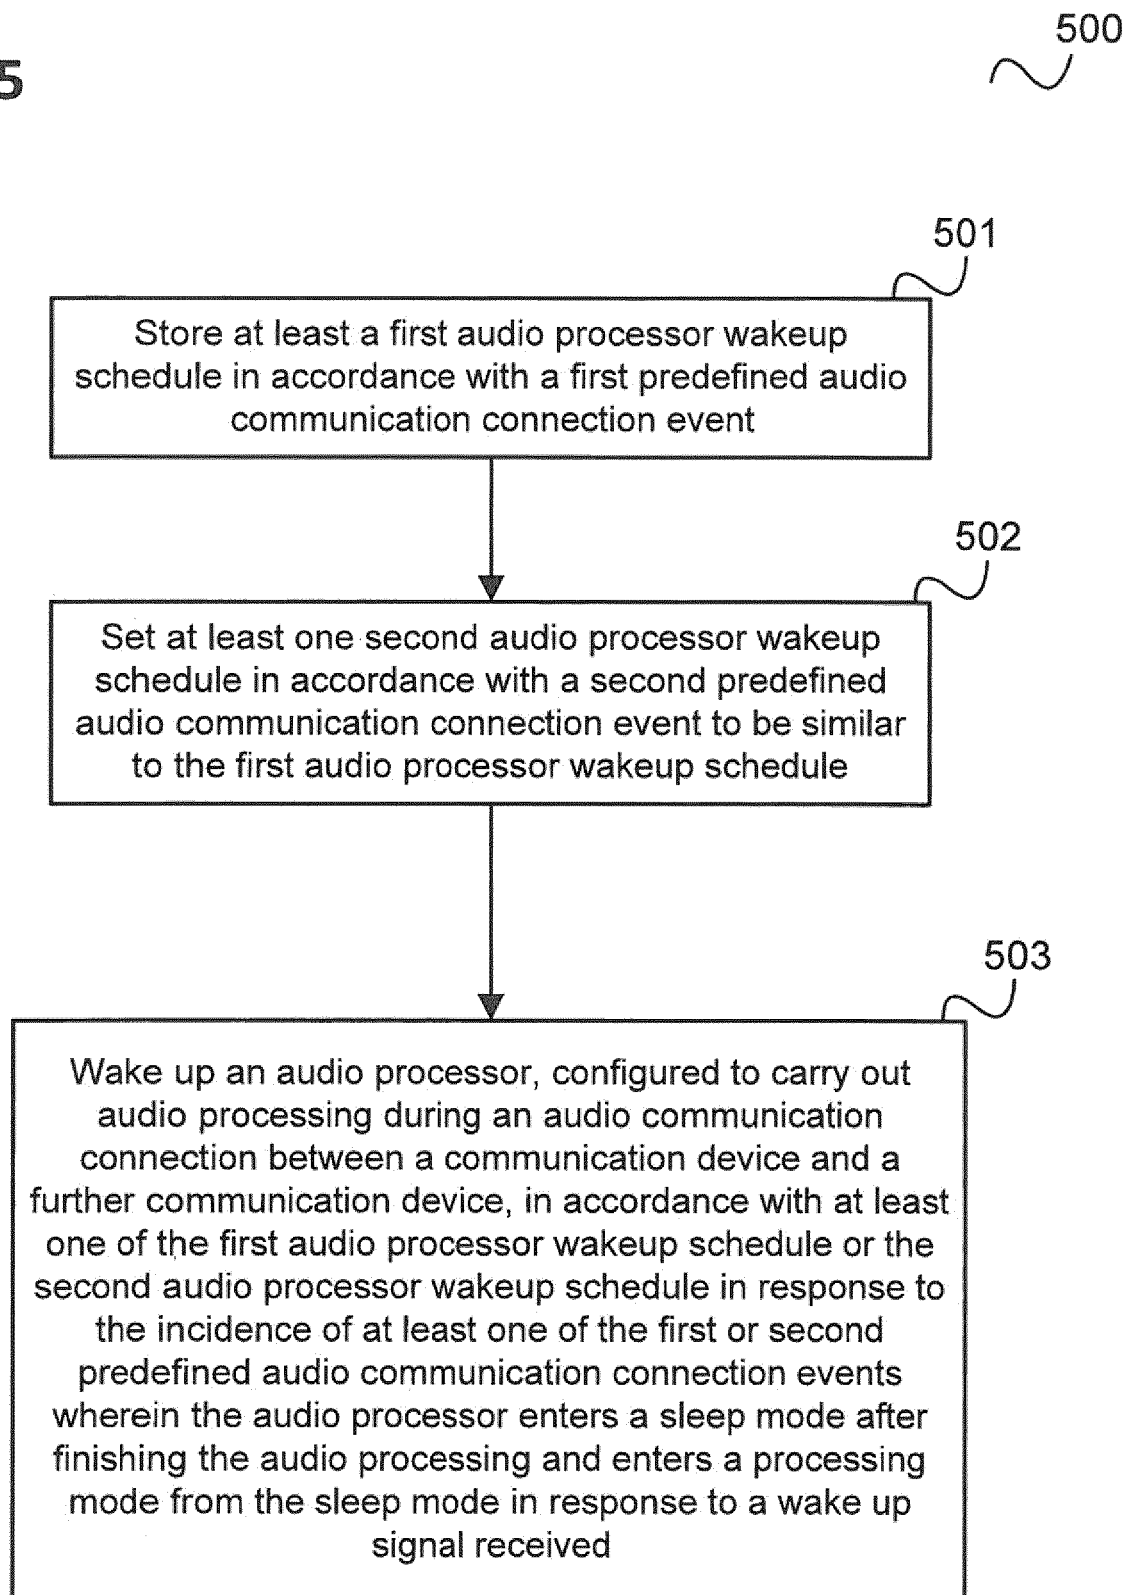 500
5
501
Store at least a first audio processor wakeup
schedule in accordance with a first predefined audio
communication connection event
502
Set at least one second audio processor wakeup
schedule in accordance with a second predefined
audio communication connection event to be similar
to the first audio processor wakeup schedule
503
Wake up an audio processor, configured to carry out
audio processing during an audio communication
connection between a communication device and a
further communication device, in accordance with at least
one of the first audio processor wakeup schedule or the
second audio processor wakeup schedule in response to
the incidence of at least one of the first or second
predefined audio communication connection events
wherein the audio processor enters a sleep mode after
finishing the audio processing and enters a processing
mode from the sleep mode in response to a wake up
signal received